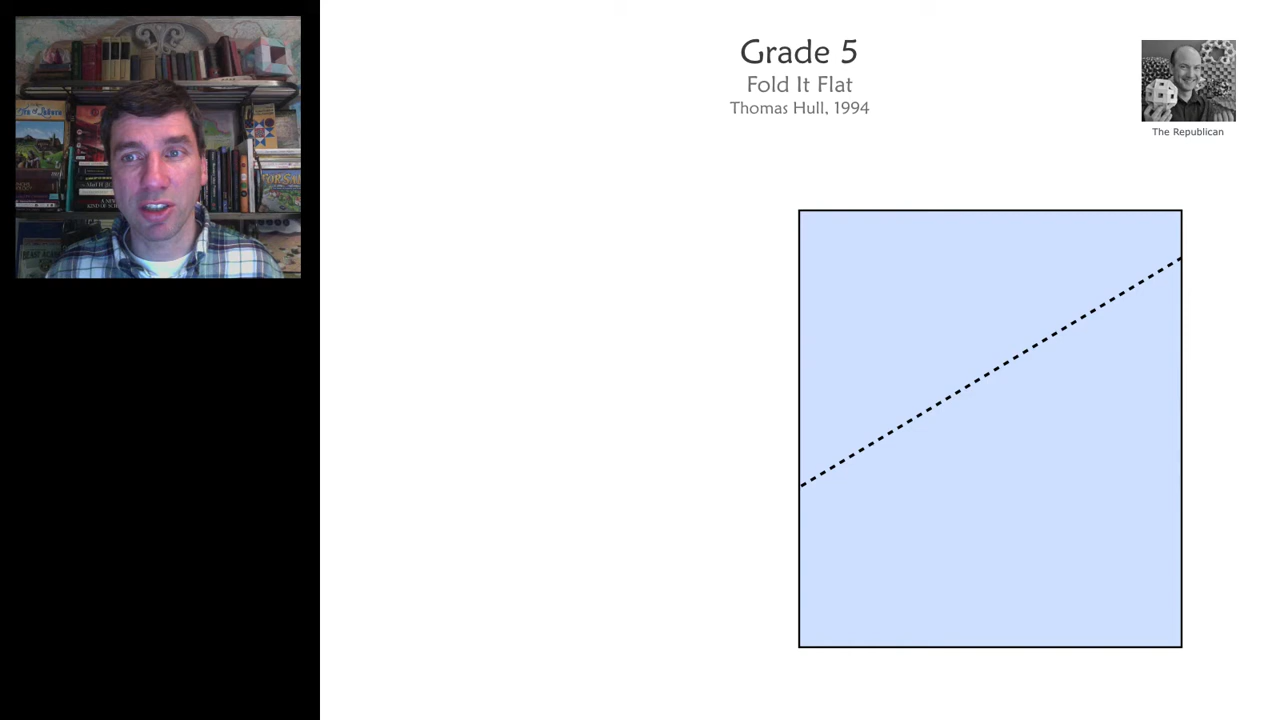 Grade 5
Fold It Flat
Thomas Hull, 1994
The Republican